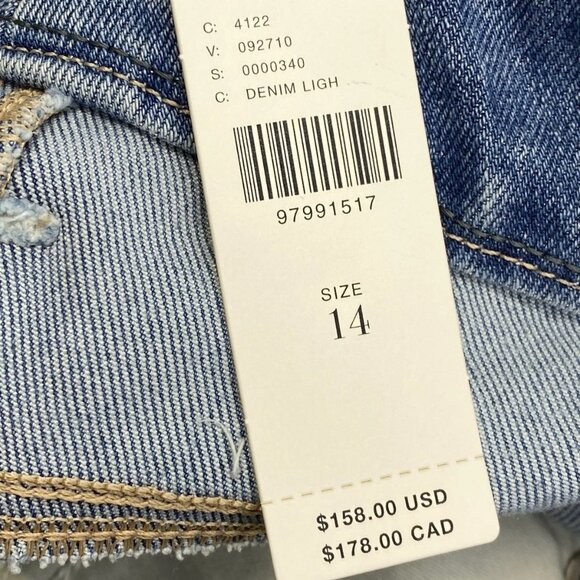 C: 4122
V: 092710
S: 0000340
C: DENIM LIGH
97991517
SIZE
14
$158.00 USD
$178.00 CAD